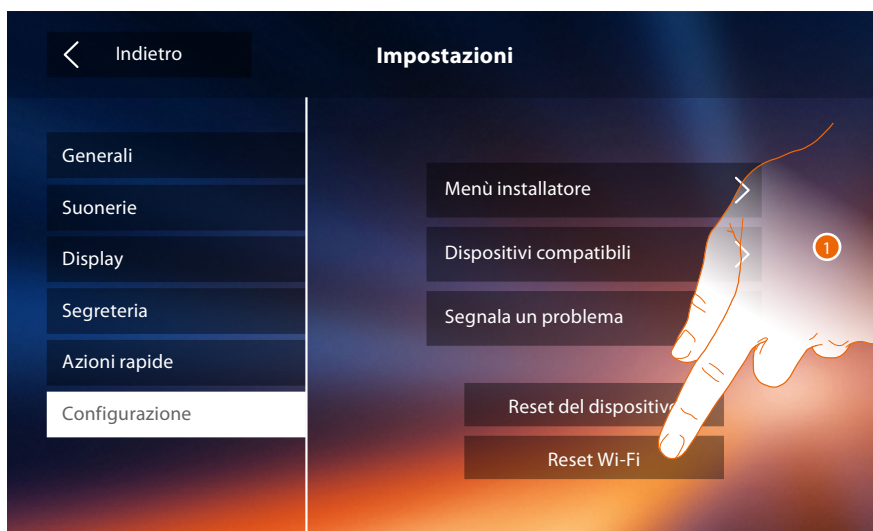 Indietro
Impostazioni
Generali
Suonerie
Display
Segreteria
Azioni rapide
Configurazione
Menù installatore
Dispositivi compatibili
Segnala un problema
Reset del dispositivo
Reset Wi-Fi
1